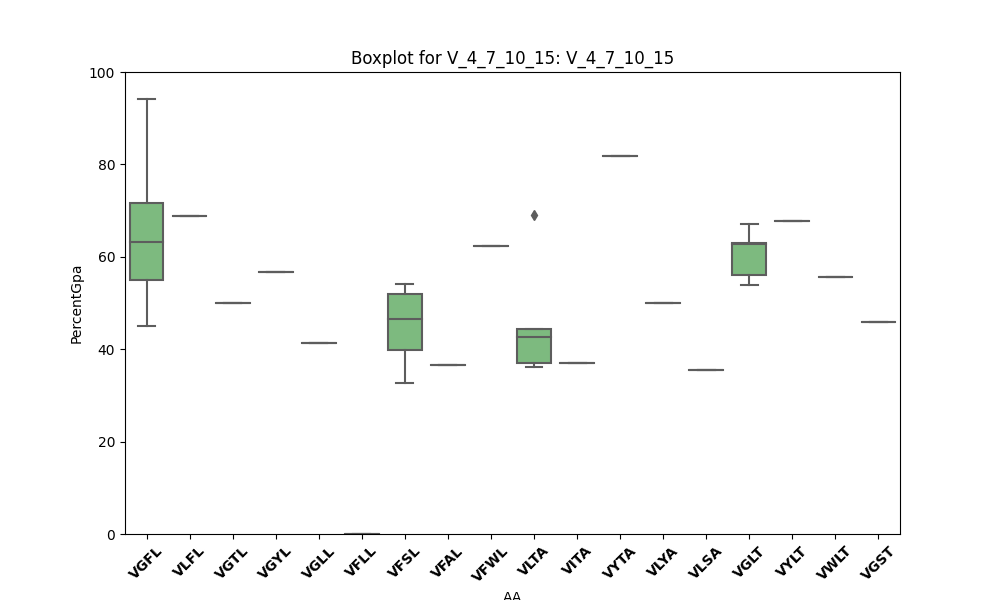 Boxplot for V_4_7_10_15: V_4_7_10_15
100
80
60
40
20
0
PercentGpa
VGFL
VLFL
VGTL
VGYL
VGLL
VFLL
VFSL
VFAL
VFWL
VLTA
VITA
VYTA
VLYA
VLSA
VGLT
VYLT
VWLT
VGST
AA